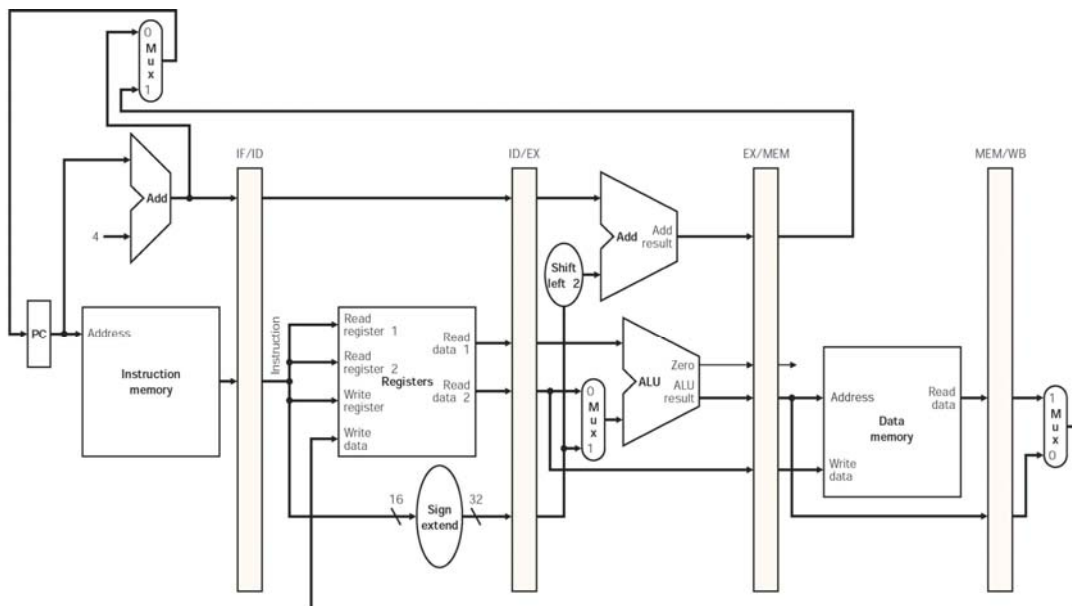 0
M
u
x
1
IF/ID
ID/EX
EX/MEM
MEM/WB
Add
4
Add
Add
result
Shift
left 2
PC
Address
Instruction
memory
Instruction
Read
register 1
Read
register 2
Write
register
Write
data
Registers
Read
data 1
Read
data 2
16
Sign
extend
32
0
M
u
x
1
ALU
Zero
ALU
result
Address
Write
data
Data
memory
Read
data
1
M
u
x
0